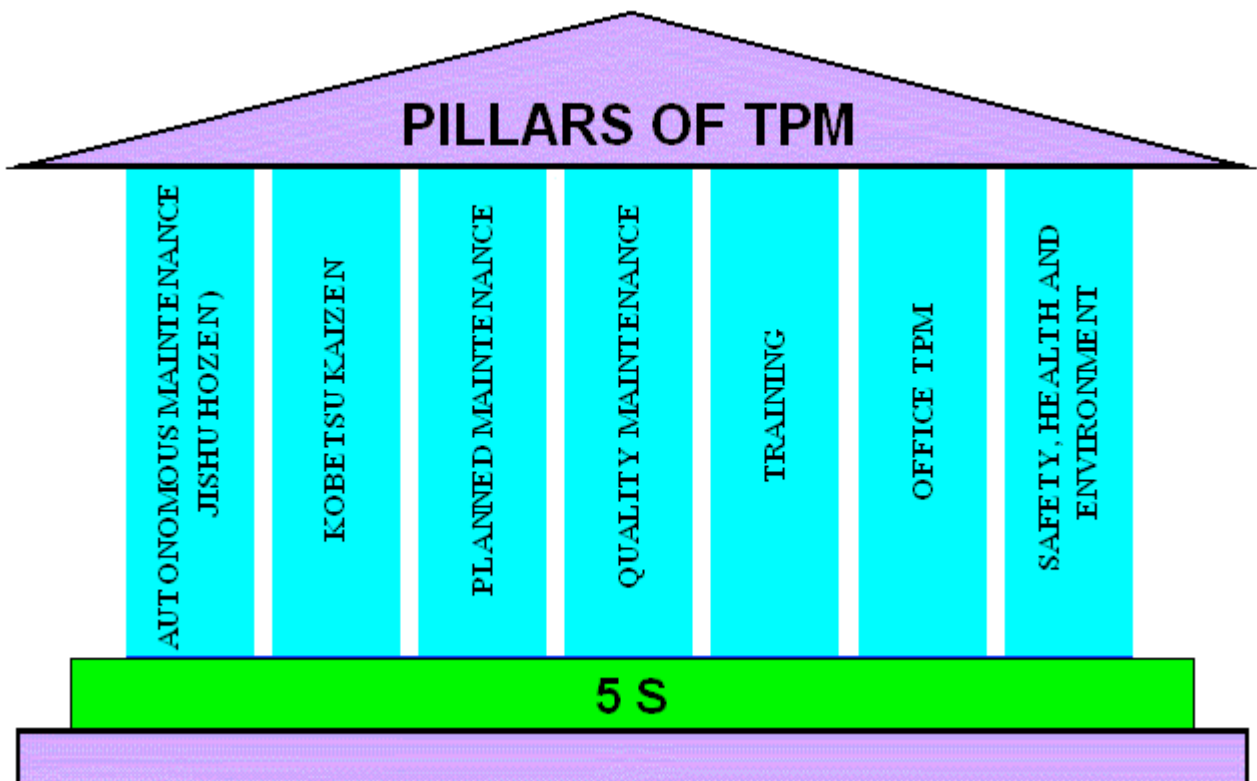 PILLARS OF TPM
AUTONOMOUS MAINTENANCE
JISHU HOZEN )
KOBETSU KAIZEN
PLANNED MAINTENANCE
QUALITY MAINTENANCE
TRAINING
OFFICE TPM
SAFETY, HEALTH AND
ENVIRONMENT
5 S